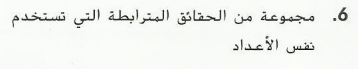 6. مجموعة من الحقائق المترابطة التي تستخدم
نفس الأعداد